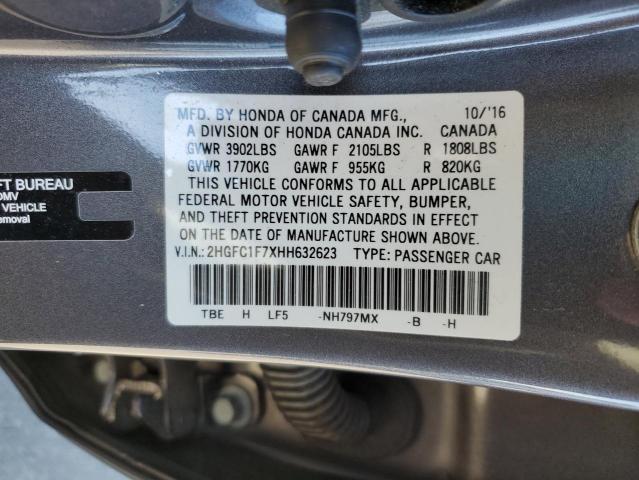 MFD. BY HONDA OF CANADA MFG., 10/'16
A DIVISION OF HONDA CANADA INC. CANADA
GVWR 3902LBS GAWR F 2105LBS R 1808LBS
GVWR 1770KG GAWR F 955KG R 820KG
THIS VEHICLE CONFORMS TO ALL APPLICABLE
FEDERAL MOTOR VEHICLE SAFETY, BUMPER,
AND THEFT PREVENTION STANDARDS IN EFFECT
ON THE DATE OF MANUFACTURE SHOWN ABOVE.
V.I.N.: 2HGFC1F7XHH632623 TYPE: PASSENGER CAR
TBE H LF5 -NH797MX -B -H
FT BUREAU
DMV
VEHICLE
emoval